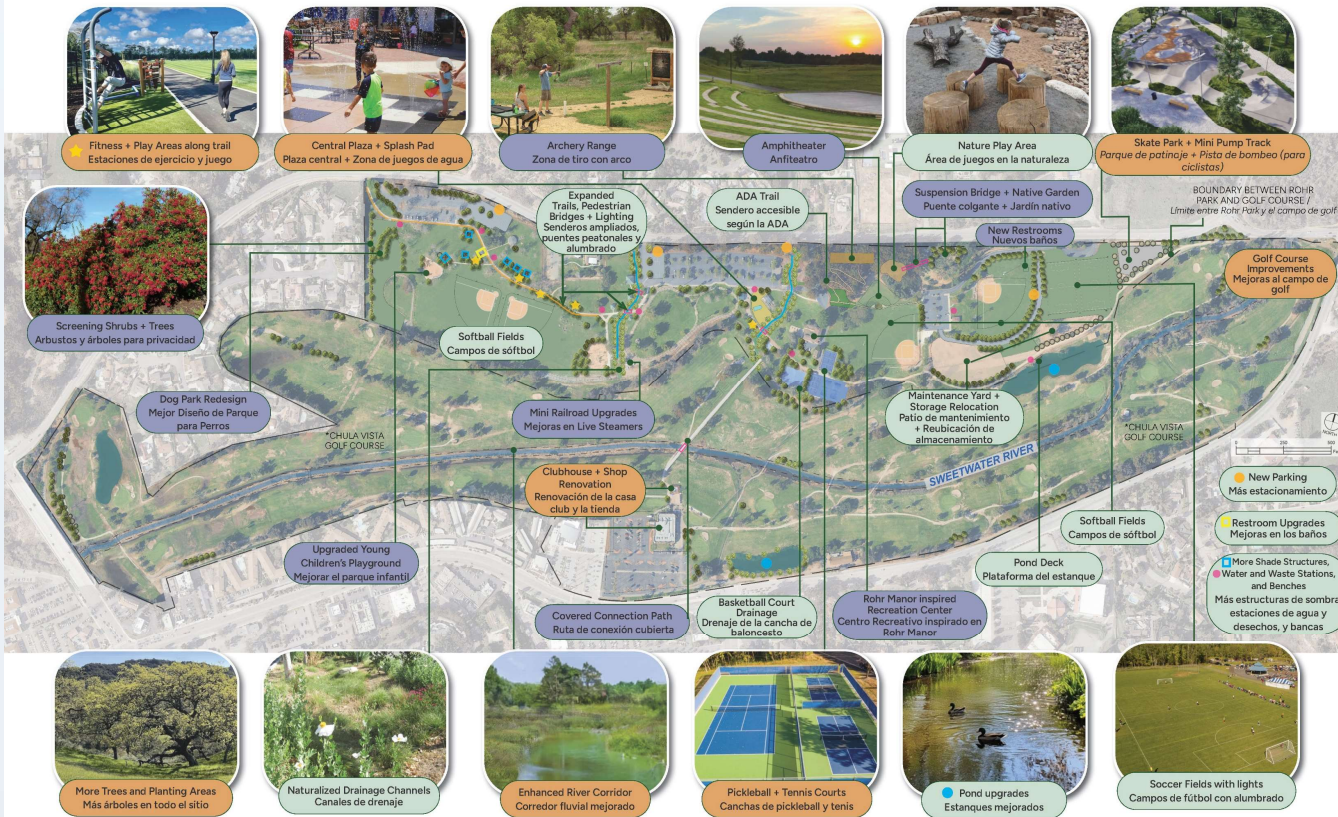 Fitness + Play Areas along trail
Estaciones de ejercicio y juego
Central Plaza + Splash Pad
Plaza central + Zona de juegos de agua
Archery Range
Zona de tiro con arco
Amphitheater
Anfiteatro
Nature Play Area
Área de juegos en la naturaleza
Skate Park + Mini Pump Track
Parque de patinaje + Pista de bombeo (para
ciclistas)
Expanded
Trails, Pedestrian
Bridges + Lighting
Senderos ampliados,
puentes peatonales y
alumbrado
ADA Trail
Sendero accesible
según la ADA
Suspension Bridge + Native Garden
Puente colgante + Jardín nativo
New Restrooms
Nuevos baños
BOUNDARY BETWEEN ROHR
PARK AND GOLF COURSE /
Límite entre Rohr Park y el campo de golf
Golf Course
Improvements
Mejoras al campo de
golf
Screening Shrubs + Trees
Arbustos y árboles para privacidad
Softball Fields
Campos de sóftbol
Dog Park Redesign
Mejor Diseño de Parque
para Perros
Mini Railroad Upgrades
Mejoras en Live Steamers
Maintenance Yard +
Storage Relocation
Patio de mantenimiento
+ Reubicación de
almacenamiento
*CHULA VISTA
GOLF COURSE
*CHULA VISTA
GOLF COURSE
NORTH
0
250
500
SWEETWATER RIVER
Clubhouse + Shop
Renovation
Renovación de la casa
club y la tienda
New Parking
Más estacionamiento
Restroom Upgrades
Mejoras en los baños
More Shade Structures,
Water and Waste Stations,
and Benches
Más estructuras de sombra,
estaciones de agua y
desechos, y bancas
Softball Fields
Campos de sóftbol
Upgraded Young
Children's Playground
Mejorar el parque infantil
Pond Deck
Plataforma del estanque
Covered Connection Path
Ruta de conexión cubierta
Basketball Court
Drainage
Drenaje de la cancha de
baloncesto
Rohr Manor inspired
Recreation Center
Centro Recreativo inspirado en
Rohr Manor
More Trees and Planting Areas
Más árboles en todo el sitio
Naturalized Drainage Channels
Canales de drenaje
Enhanced River Corridor
Corredor fluvial mejorado
Pickleball + Tennis Courts
Canchas de pickleball y tenis
Pond upgrades
Estanques mejorados
Soccer Fields with lights
Campos de fútbol con alumbrado